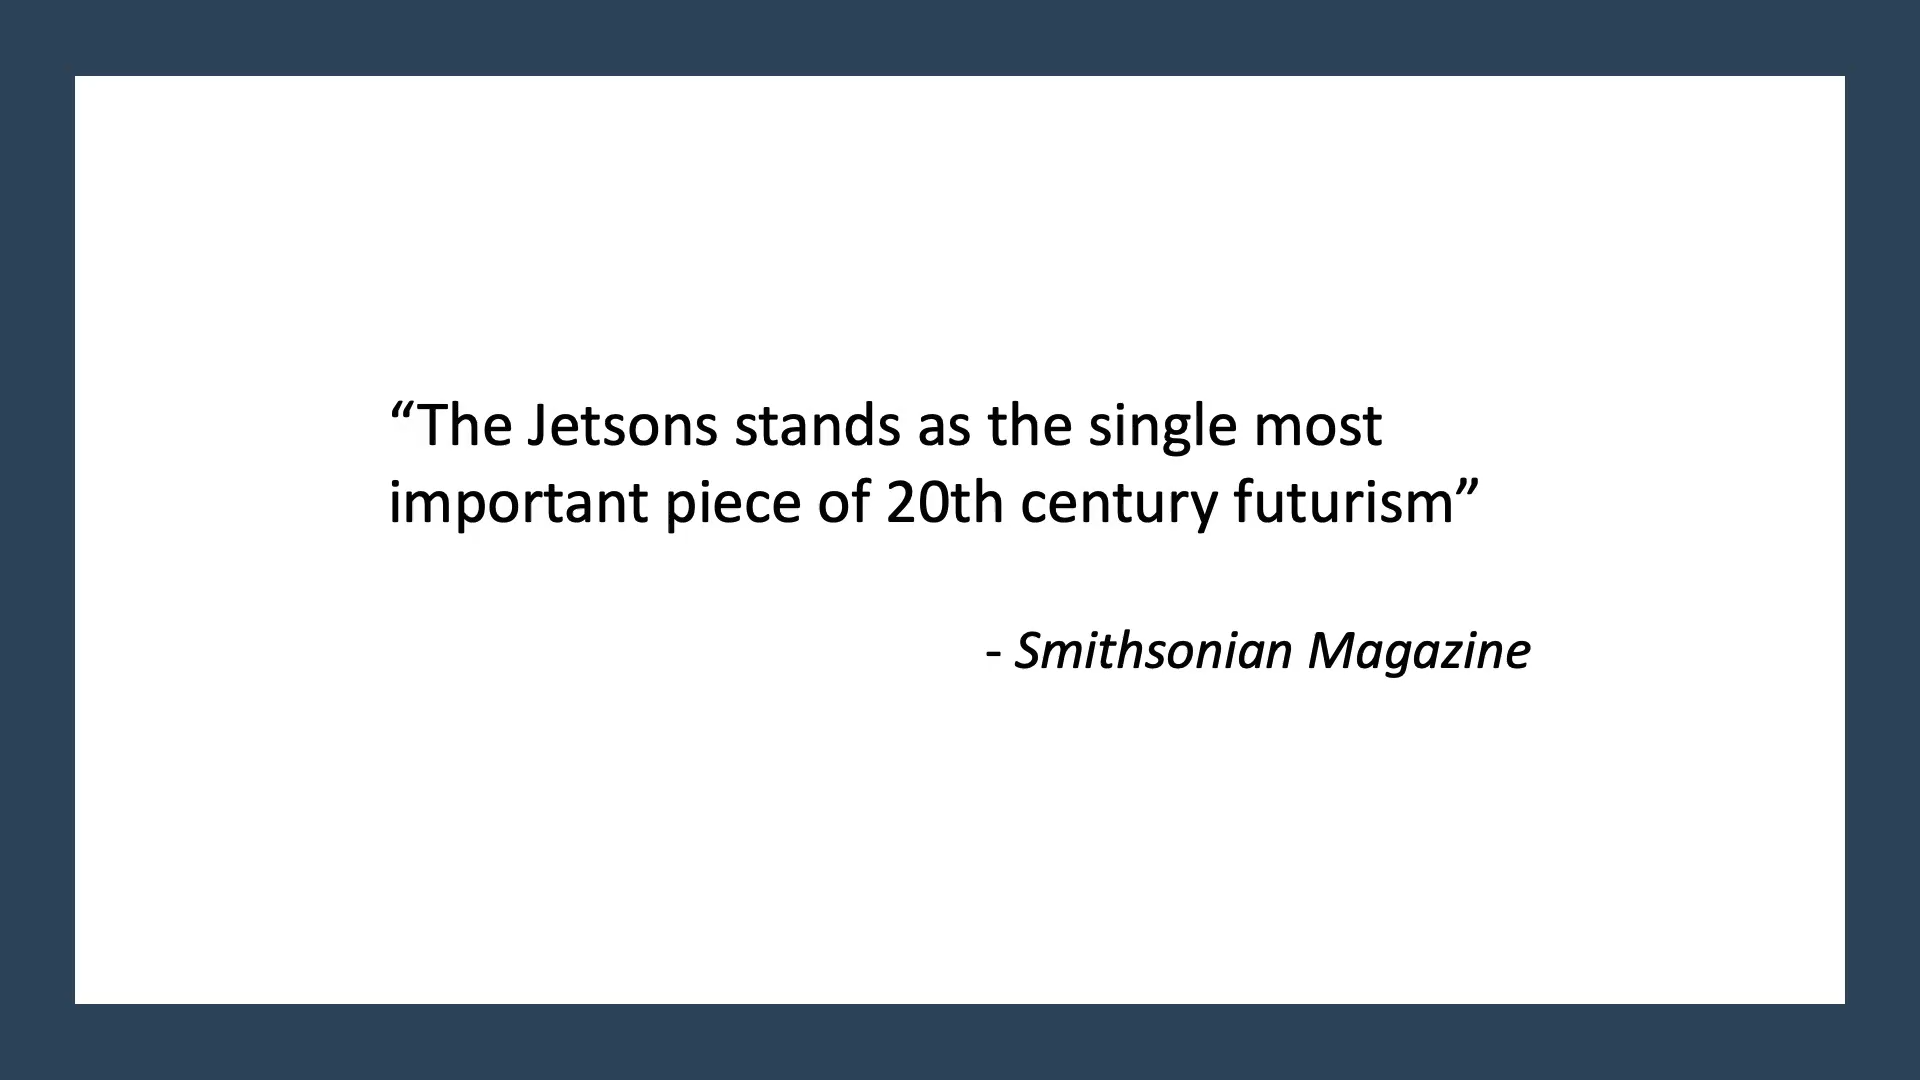 “The Jetsons stands as the single most
important piece of 20th century futurism”
- Smithsonian Magazine